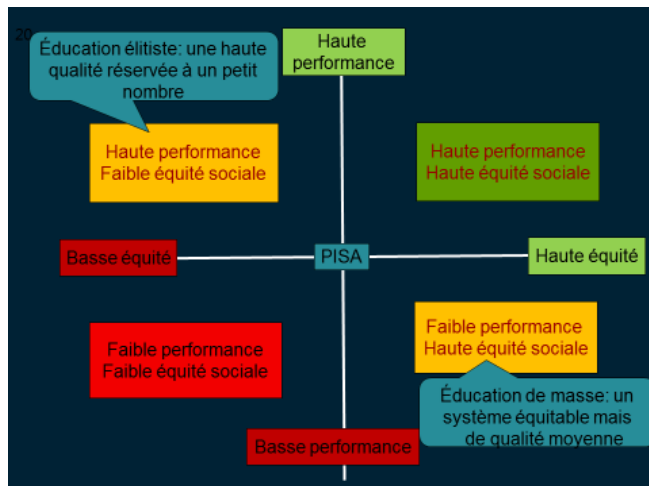 20
Éducation élitiste: une haute
qualité réservée à un petit
nombre
Haute
performance
Haute performance
Faible équité sociale
Haute performance
Haute équité sociale
Basse équité
PISA
Haute équité
Faible performance
Faible équité sociale
Faible performance
Haute équité sociale
Éducation de masse: un
système équitable mais
de qualité moyenne
Basse performance